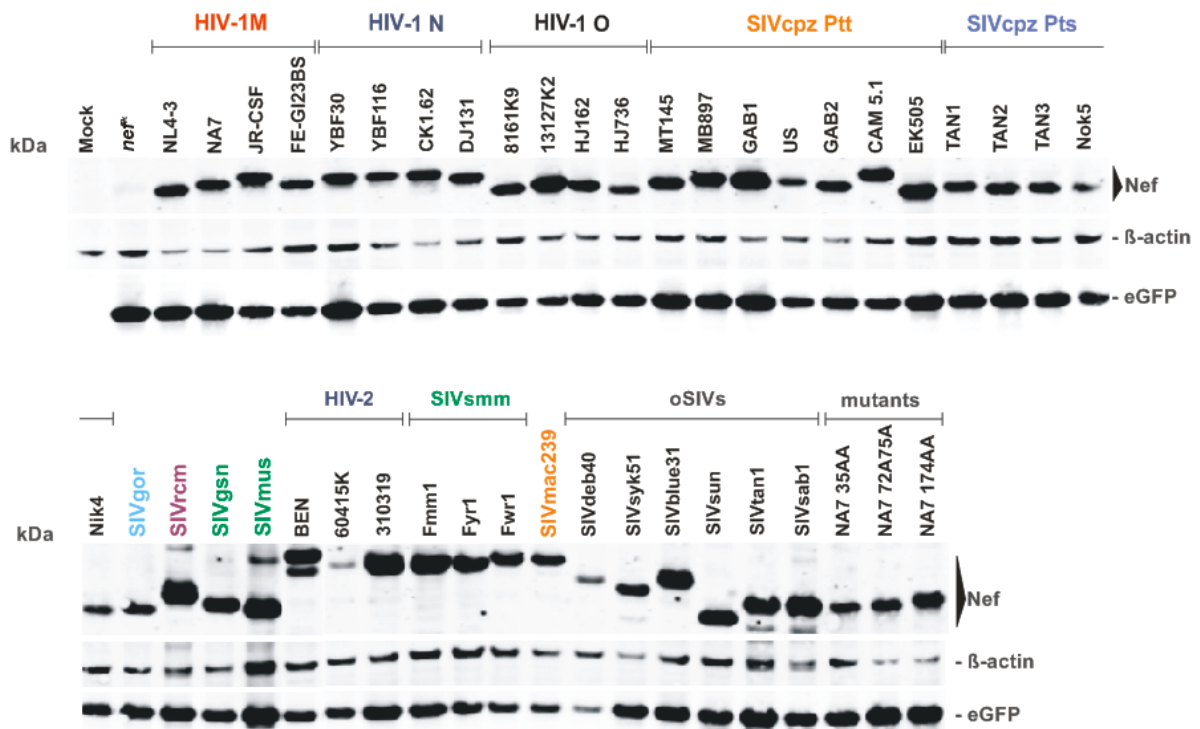 HIV-1M HIV-1 N HIV-1 O SIVcpz Ptt SIVcpz Pts
kDa Mock nef* NL4-3 NA7 JR-CSF FE-GI23BS YBF30 YBF116 CK1.62 DJ131 8161K9 13127K2 HJ162 HJ736 MT145 MB897 GAB1 US GAB2 CAM 5.1 EK505 TAN1 TAN2 TAN3 Nok5
Nef
- ß-actin
- eGFP
HIV-2 SIVsmm oSIVs mutants
kDa Nik4 SIVgor SIVrcm SIVgsn SIVmus BEN 60415K 310319 Fmm1 Fyr1 Fwr1 SIVmac239 SIVdeb40 SIVsyk51 SIVblue31 SIVsun SIVtan1 SIVsab1 NA7 35AA NA7 72A75A NA7 174AA
Nef
- ß-actin
- eGFP